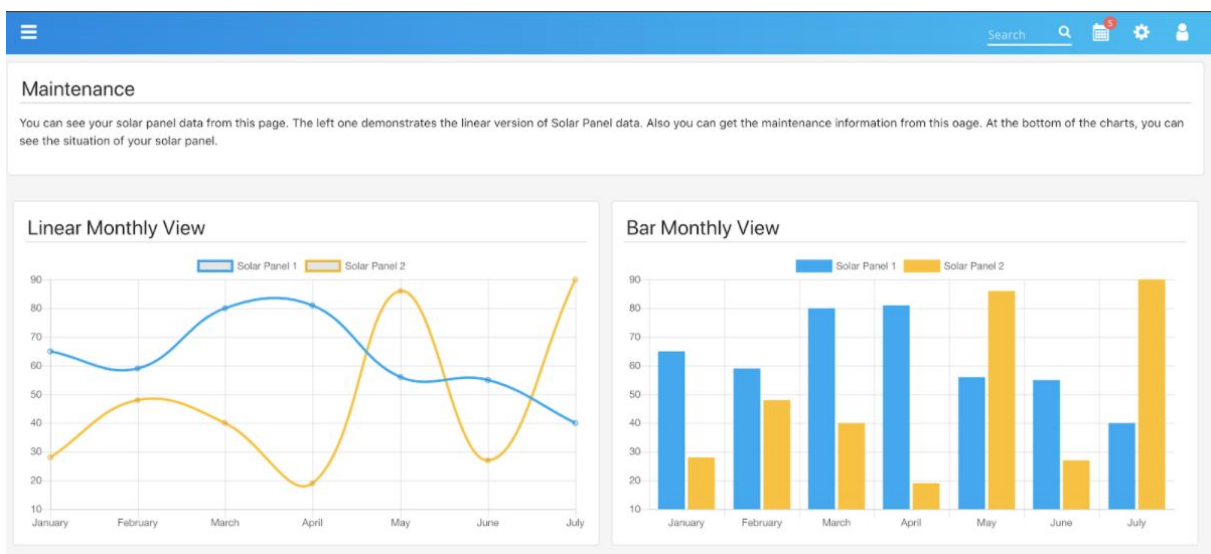 Search
5
Maintenance
You can see your solar panel data from this page. The left one demonstrates the linear version of Solar Panel data. Also you can get the maintenance information from this oage. At the bottom of the charts, you can
see the situation of your solar panel.
Linear Monthly View
Solar Panel 1 Solar Panel 2
90
80
70
60
50
40
30
20
10
January February March April May June July
Bar Monthly View
Solar Panel 1 Solar Panel 2
90
80
70
60
50
40
30
20
10
January February March April May June July